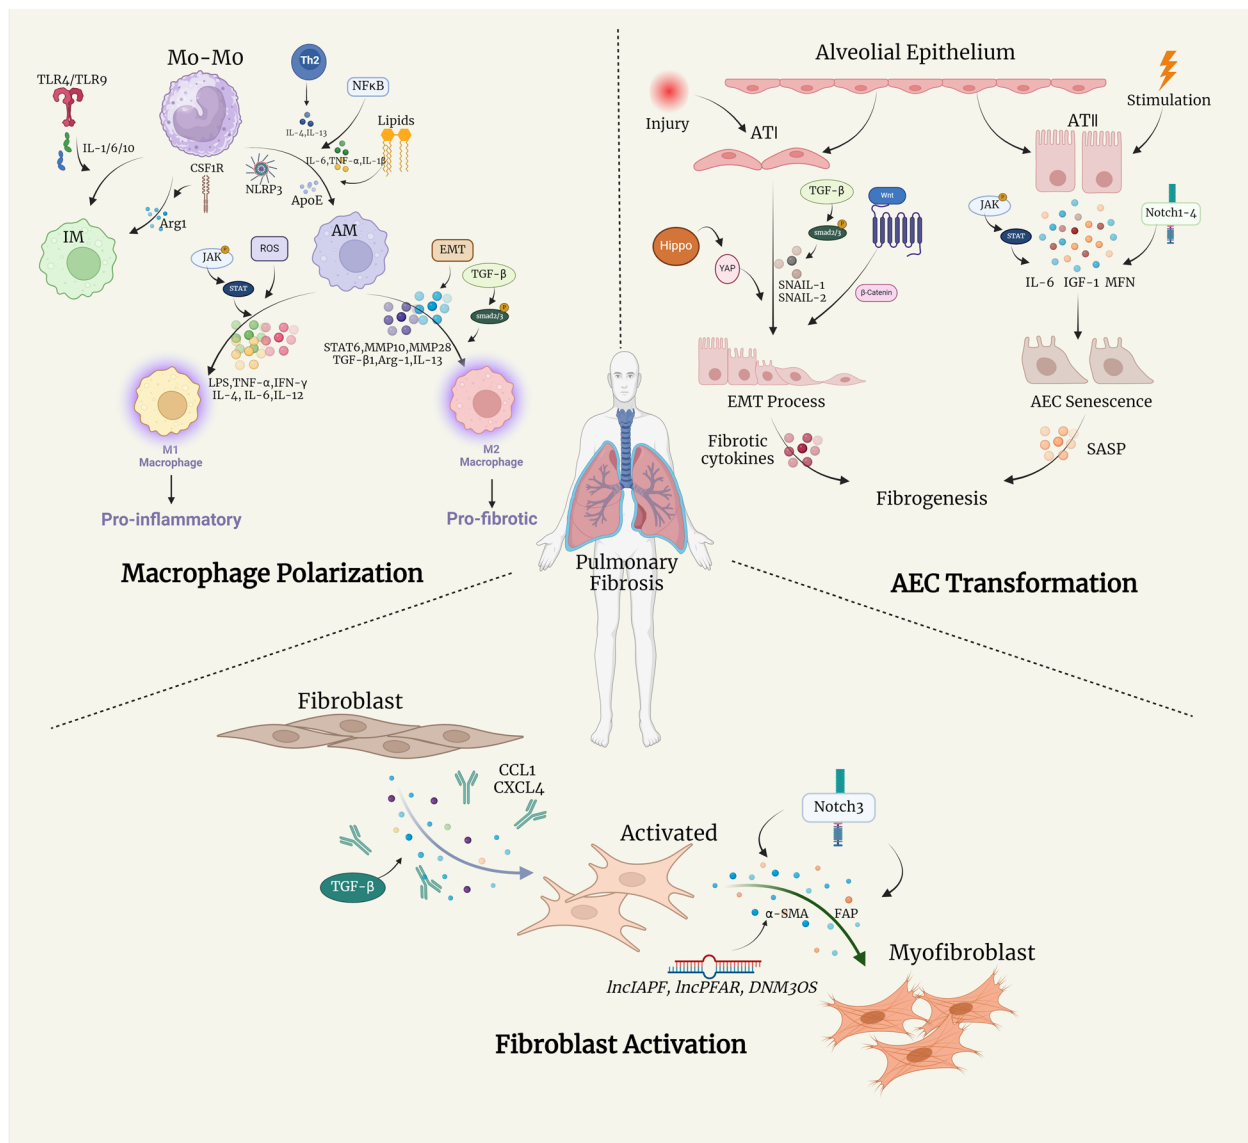 Mo-M0
TLR4/TLR9
IL-1/6/10
Th2
IL-4,IL-13
NFκB
Lipids
IL-6,TNF-α,IL-1β
CSF1R
NLRP3
ApoE
Arg1
IM
AM
JAK
P
STAT
ROS
EMT
TGF-β
P
smad2/3
STAT6,MMP10,MMP28
TGF-β1,Arg-1,IL-13
LPS,TNF-α,IFN-γ
IL-4, IL-6,IL-12
M1
Macrophage
M2
Macrophage
Pro-inflammatory
Pro-fibrotic
Macrophage Polarization
Alveolial Epithelium
Injury
Stimulation
ATⅠ
ATⅡ
TGF-β
P
smad2/3
Wnt
Hippo
YAP
SNAIL-1
SNAIL-2
β-Catenin
JAK
P
STAT
Notch1-4
IL-6 IGF-1 MFN
EMT Process
AEC Senescence
Fibrotic
cytokines
SASP
Fibrogenesis
AEC Transformation
Pulmonary
Fibrosis
Fibroblast
CCL1
CXCL4
TGF-β
Activated
Notch3
α-SMA
FAP
lncIAPF, lncPFAR, DNM3OS
Myofibroblast
Fibroblast Activation